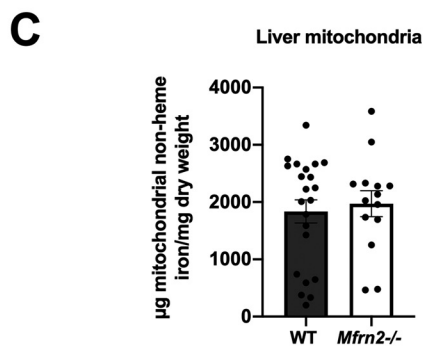 C
Liver mitochondria
µg mitochondrial non-heme
iron/mg dry weight
4000
3000
2000
1000
0
WT
Mfrn2-/-